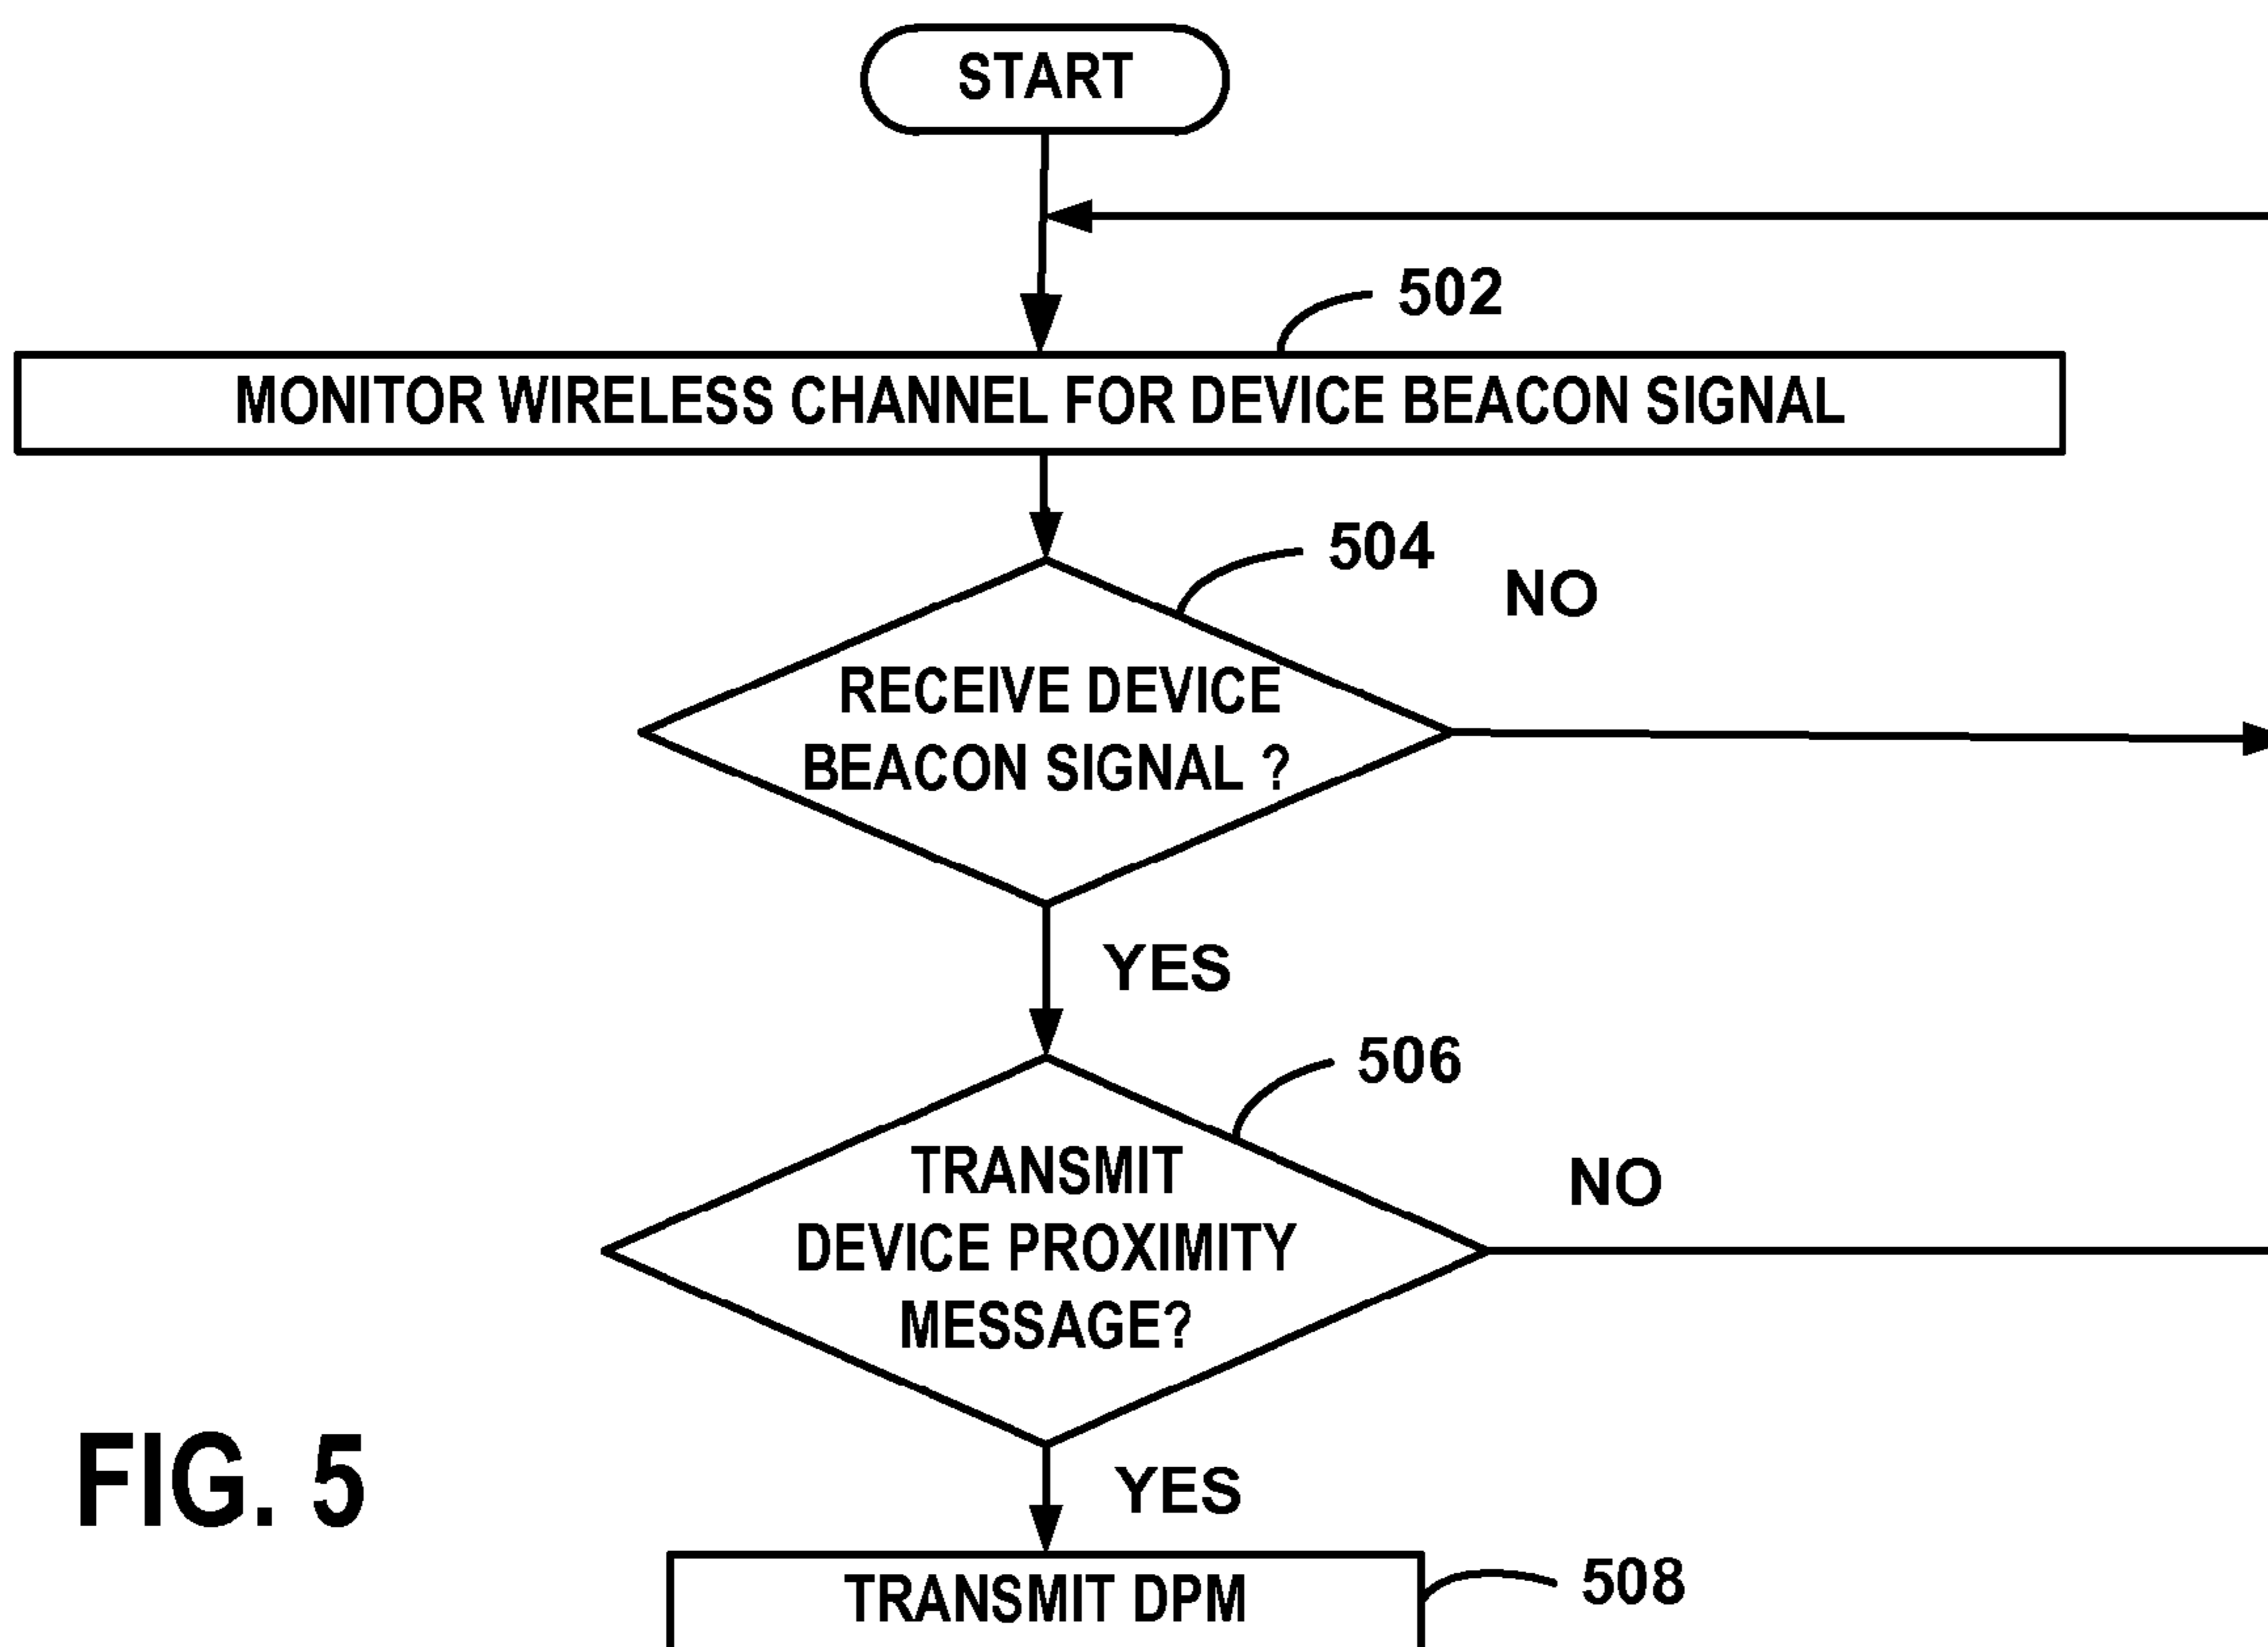 START
502
MONITOR WIRELESS CHANNEL FOR DEVICE BEACON SIGNAL
504
NO
RECEIVE DEVICE
BEACON SIGNAL ?
YES
506
TRANSMIT
DEVICE PROXIMITY
MESSAGE?
NO
YES
FIG. 5
TRANSMIT DPM
508